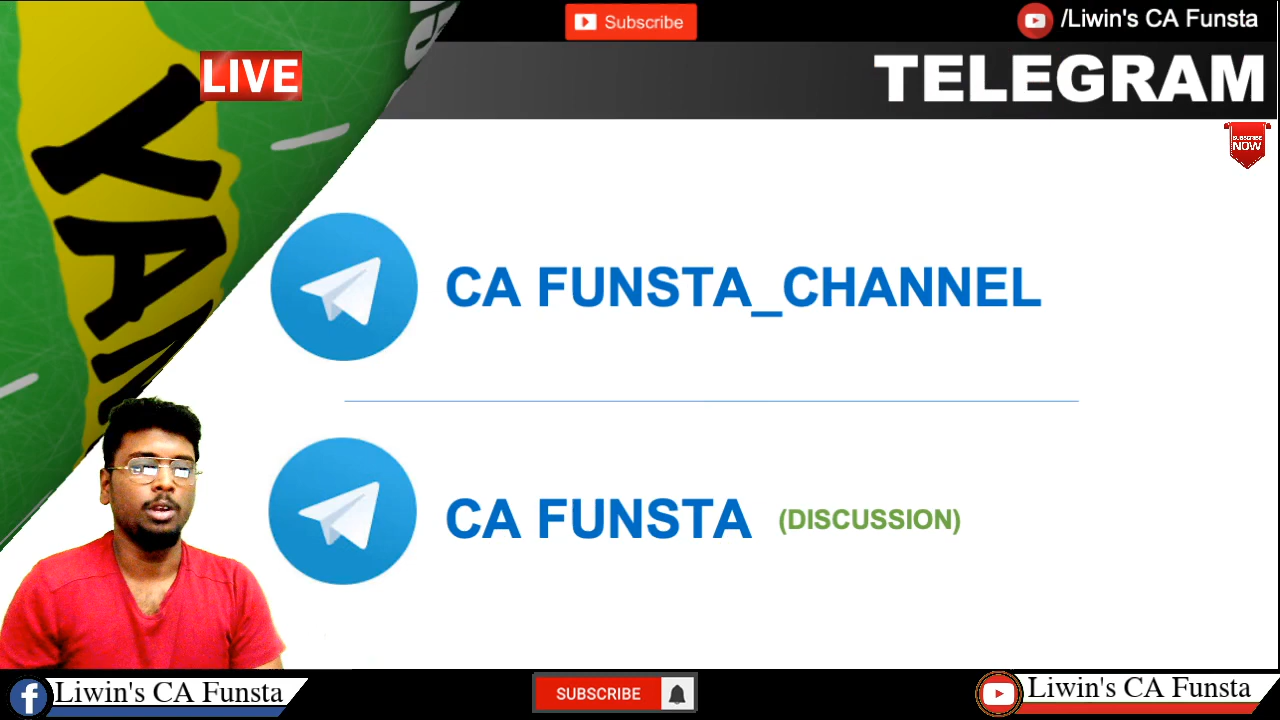 Subscribe
/Liwin's CA Funsta
LIVE
TELEGRAM
SUBSCRIBE
NOW
CA FUNSTA_CHANNEL
CA FUNSTA (DISCUSSION)
Liwin's CA Funsta
SUBSCRIBE
Liwin's CA Funsta